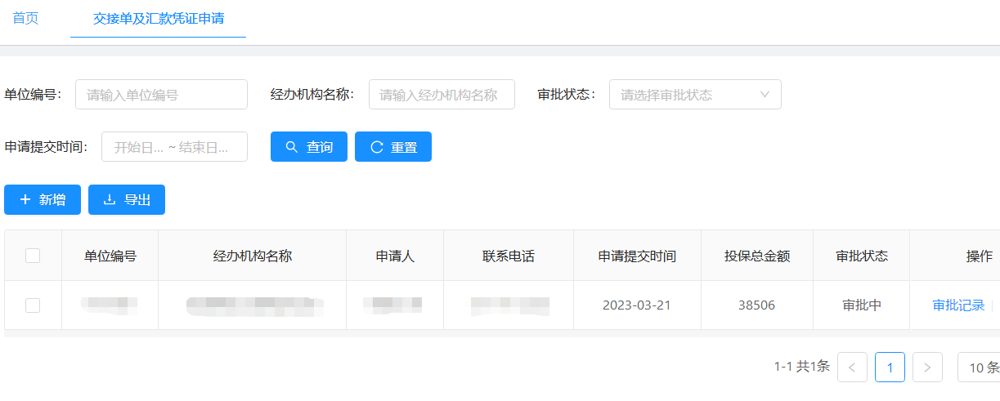 首页 交接单及汇款凭证申请
单位编号： 请输入单位编号 经办机构名称： 请输入经办机构名称 审批状态： 请选择审批状态
申请提交时间： 开始日... ~ 结束日... 查询 重置
新增 导出
单位编号 经办机构名称 申请人 联系电话 申请提交时间 投保总金额 审批状态 操作
2023-03-21 38506 审批中 审批记录
1-1 共1条 1 10 条